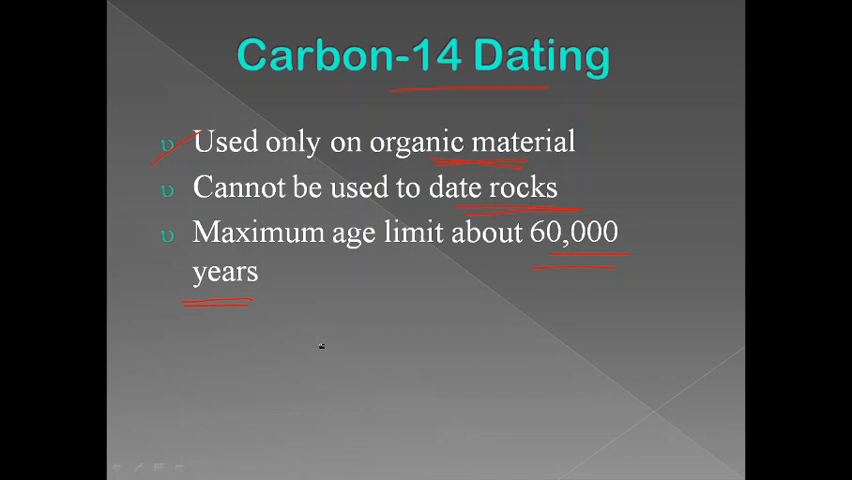 Carbon-14 Dating
Used only on organic material
Cannot be used to date rocks
Maximum age limit about 60,000
years